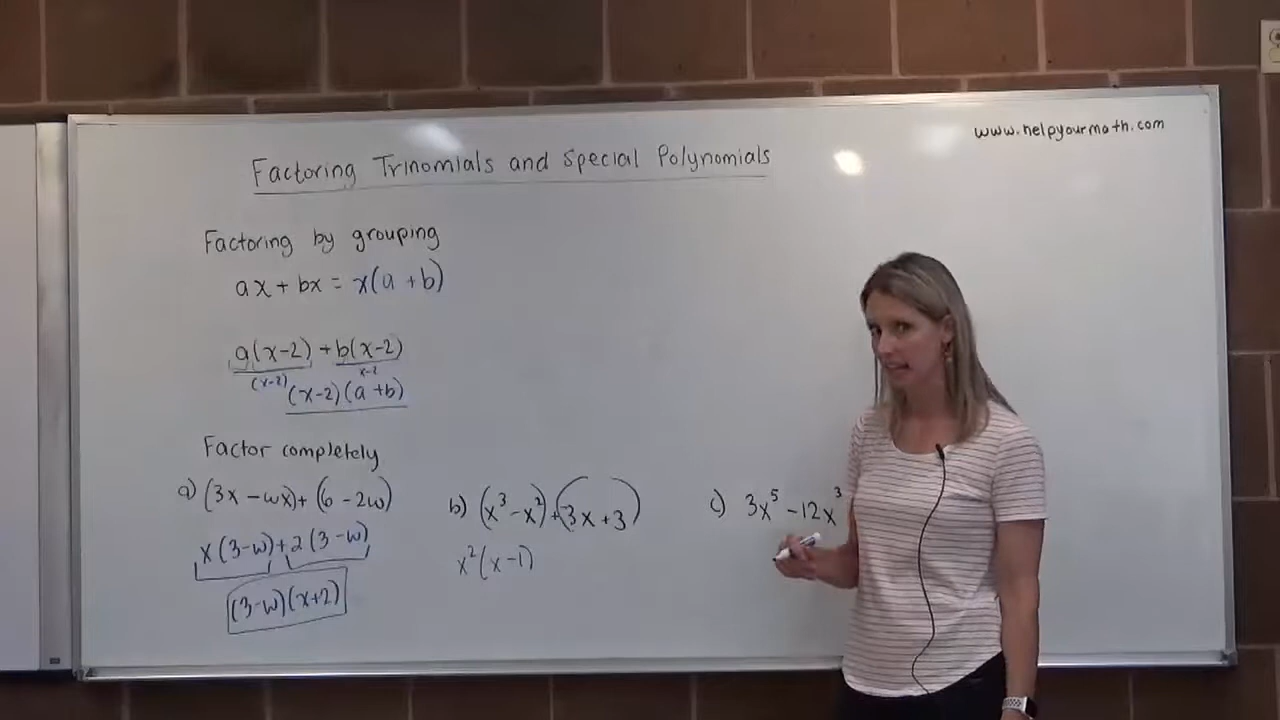 www.helpyourmath.com
Factoring Trinomials and Special Polynomials
Factoring by grouping
ax + bx = x(a + b)
a(x-2) + b(x-2)
(x-2) x-2
(x-2)(a+b)
Factor completely
a) (3x - wx) + (6 - 2w)
x(3-w) + 2(3-w)
(3-w)(x+2)
b) (x³ - x²) + (3x + 3)
x²(x-1)
c) 3x⁵ - 12x³